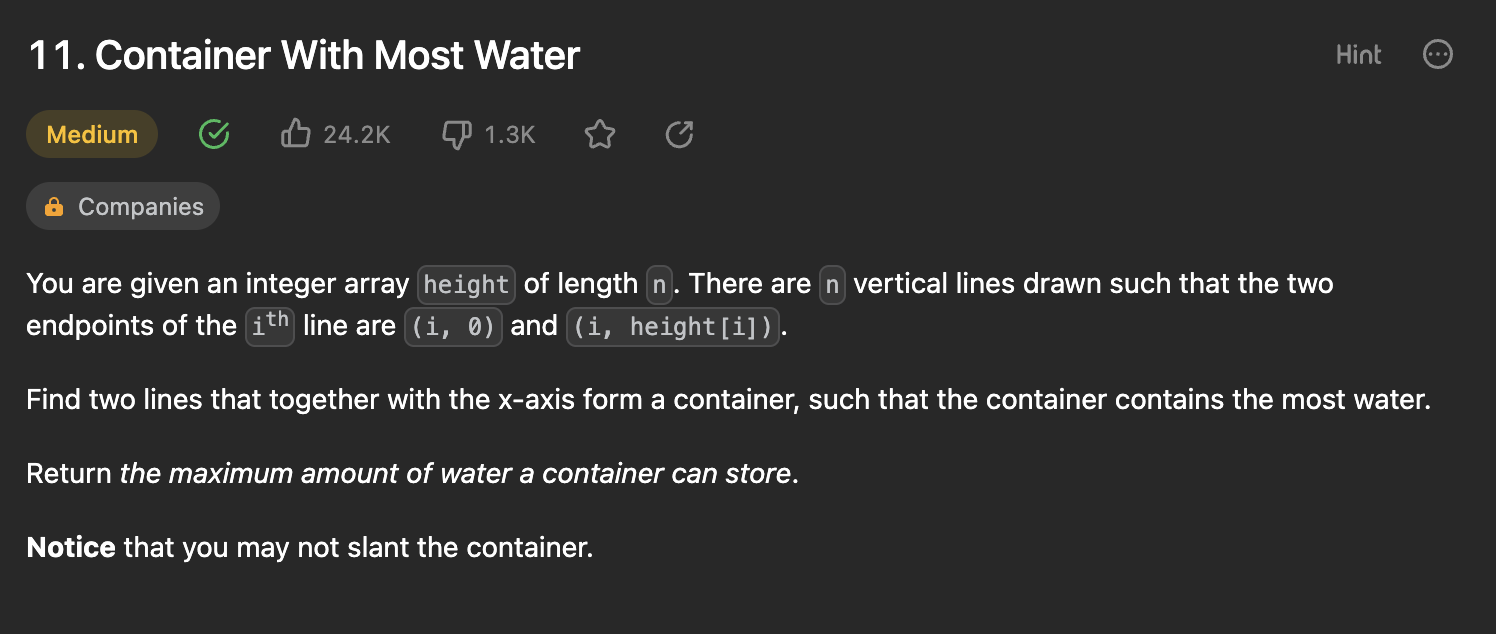 11. Container With Most Water
Hint
Medium
24.2K
1.3K
Companies
You are given an integer array height of length n. There are n vertical lines drawn such that the two
endpoints of the ith line are (i, 0) and (i, height[i]).
Find two lines that together with the x-axis form a container, such that the container contains the most water.
Return the maximum amount of water a container can store.
Notice that you may not slant the container.